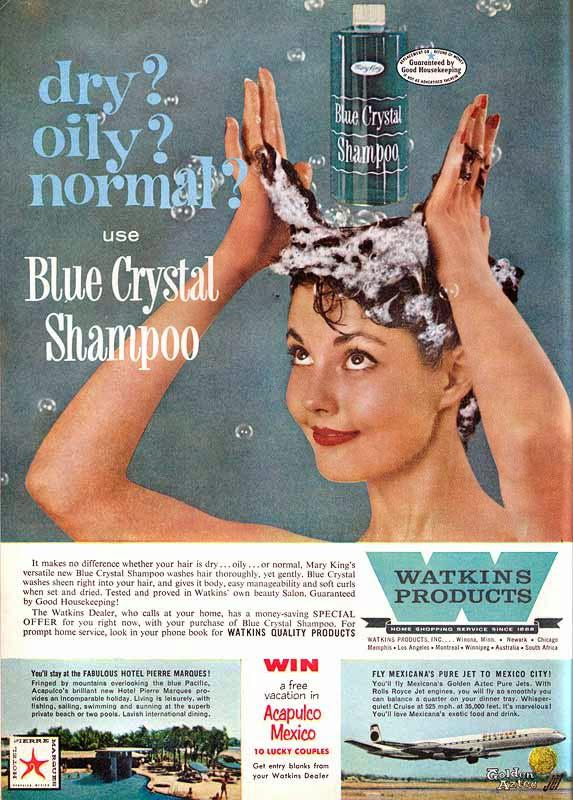 dry?
oily?
normal?
use
Blue Crystal
Shampoo
Mary King
Blue Crystal
Shampoo
REPLACEMENT OR REFUND OF MONEY
Guaranteed by
Good Housekeeping
IF NOT AS ADVERTISED THEREIN
It makes no difference whether your hair is dry...oily...or normal, Mary King's
versatile new Blue Crystal Shampoo washes hair thoroughly, yet gently. Blue Crystal
washes sheen right into your hair, and gives it body, easy manageability and soft curls
when set and dried. Tested and proved in Watkins' own beauty Salon. Guaranteed
by Good Housekeeping!
The Watkins Dealer, who calls at your home, has a money-saving SPECIAL
OFFER for you right now, with your purchase of Blue Crystal Shampoo. For
prompt home service, look in your phone book for WATKINS QUALITY PRODUCTS
WATKINS
PRODUCTS
HOME SHOPPING SERVICE SINCE 1868
WATKINS PRODUCTS, INC.... Winona, Minn. • Newark • Chicago
Memphis • Los Angeles • Montreal • Winnipeg • Australia • South Africa
You'll stay at the FABULOUS HOTEL PIERRE MARQUES!
Fringed by mountains overlooking the blue Pacific,
Acapulco's brilliant new Hotel Pierre Marques pro-
vides an incomparable holiday. Living is leisurely, with
fishing, sailing, swimming and sunning at the superb
private beach or two pools. Lavish international dining.
HOTEL
PIERRE
MARQUES
WIN
a free
vacation in
Acapulco
Mexico
10 LUCKY COUPLES
Get entry blanks from
your Watkins Dealer
FLY MEXICANA'S PURE JET TO MEXICO CITY!
You'll fly Mexicana's Golden Aztec Pure Jets. With
Rolls Royce Jet engines, you will fly so smoothly you
can balance a quarter on your dinner tray. Whisper-
quiet! Cruise at 525 mph. at 35,000 feet. It's marvelous!
You'll love Mexicana's exotic food and drink.
Golden
Aztec